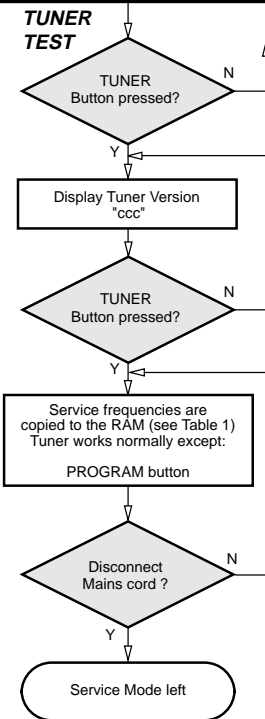 TUNER
TEST
TUNER
Button pressed?
N
Y
Display Tuner Version
"ccc"
TUNER
Button pressed?
N
Y
Service frequencies are
copied to the RAM (see Table 1)
Tuner works normally except:
PROGRAM button
Disconnect
Mains cord ?
N
Y
Service Mode left